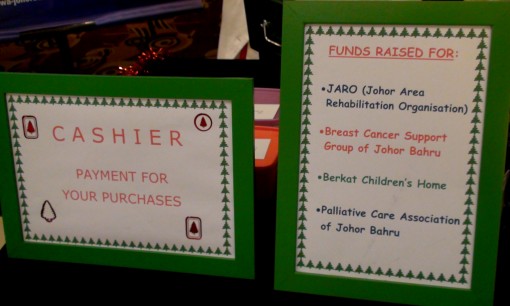 CASHIER
PAYMENT FOR
YOUR PURCHASES
FUNDS RAISED FOR:
•JARO (Johor Area
Rehabilitation Organisation)
•Breast Cancer Support
Group of Johor Bahru
•Berkat Children's Home
•Palliative Care Association
of Johor Bahru